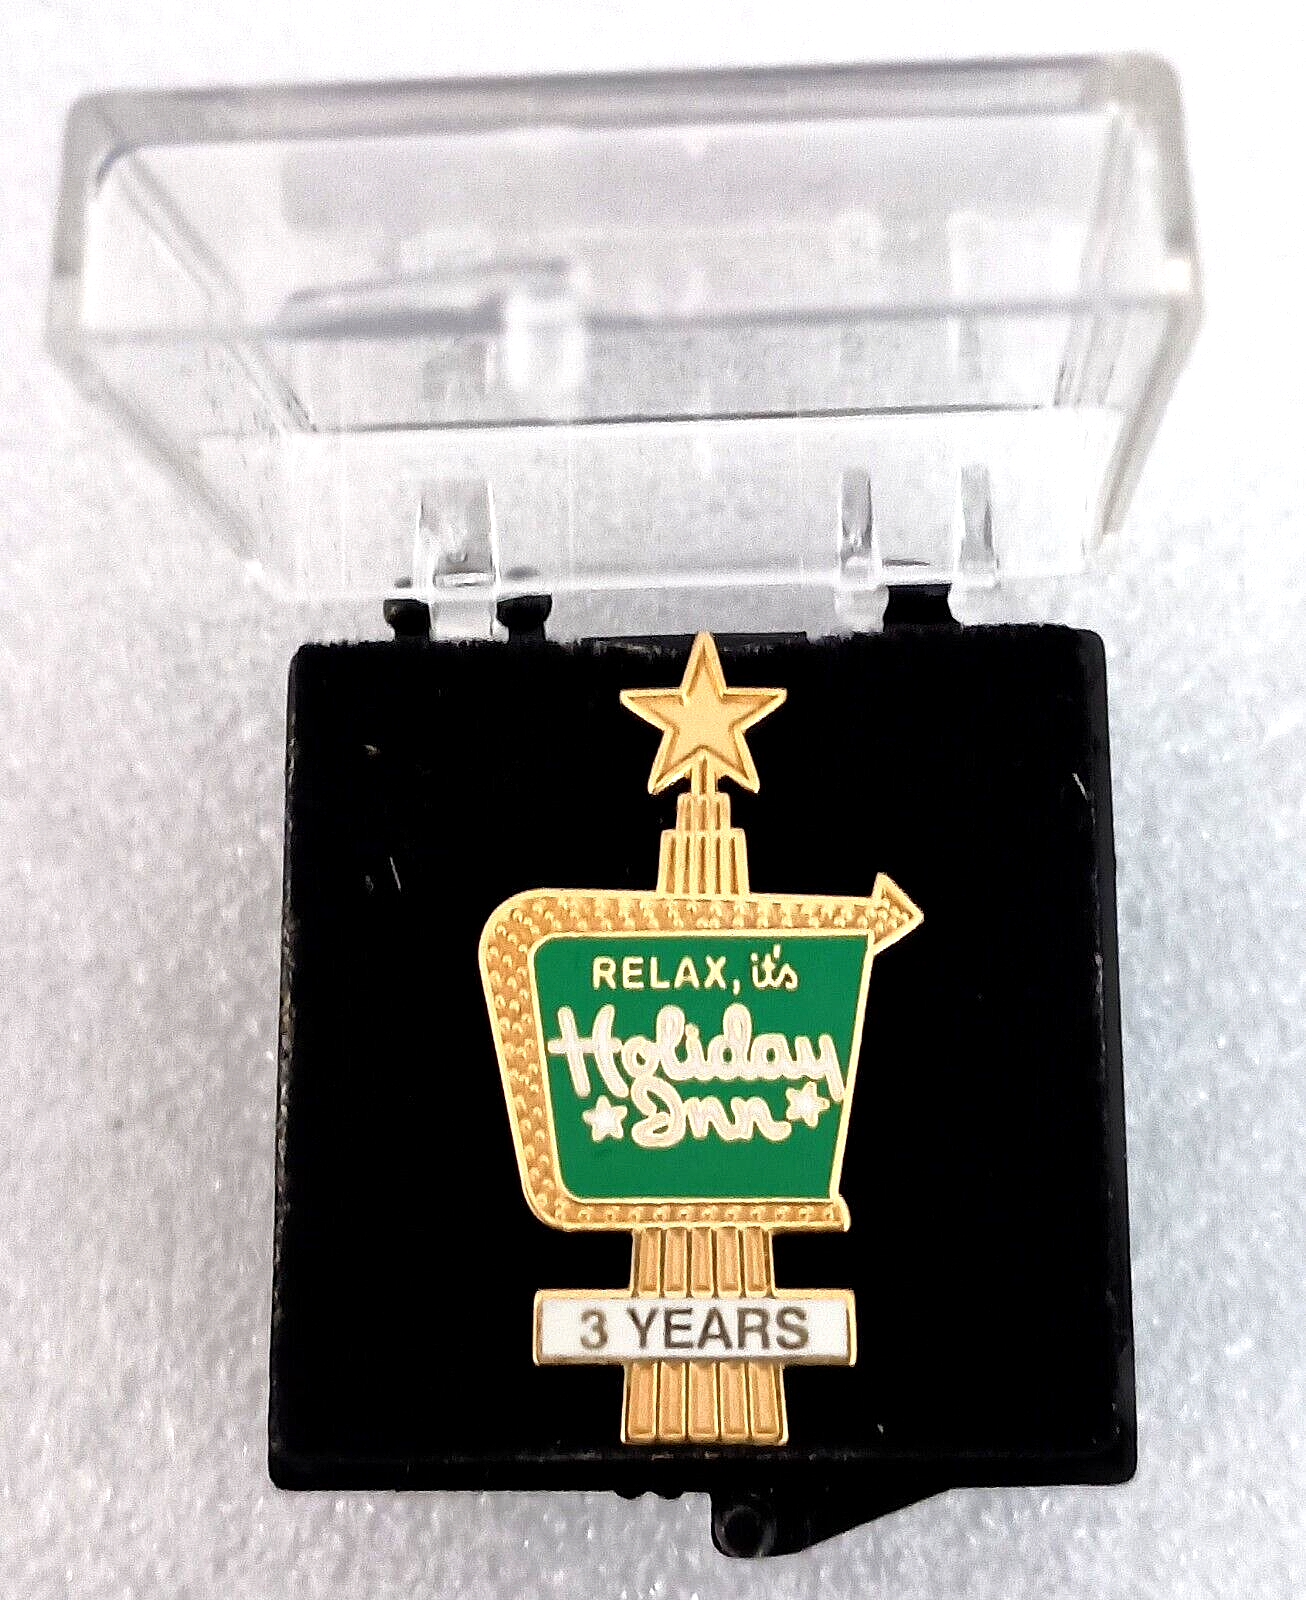 RELAX, it's
Holiday
Inn
3 YEARS